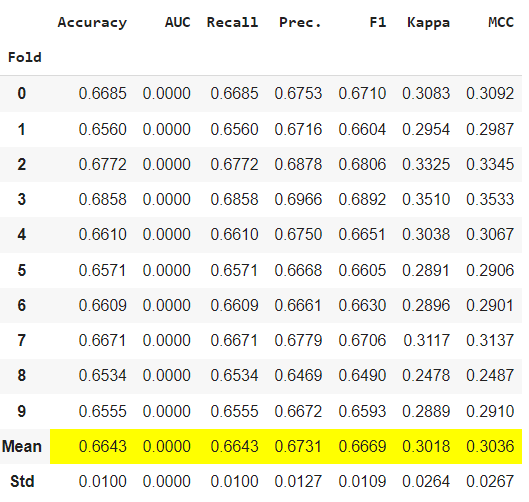 Accuracy AUC Recall Prec. F1 Kappa MCC
Fold
0 0.6685 0.0000 0.6685 0.6753 0.6710 0.3083 0.3092
1 0.6560 0.0000 0.6560 0.6716 0.6604 0.2954 0.2987
2 0.6772 0.0000 0.6772 0.6878 0.6806 0.3325 0.3345
3 0.6858 0.0000 0.6858 0.6966 0.6892 0.3510 0.3533
4 0.6610 0.0000 0.6610 0.6750 0.6651 0.3038 0.3067
5 0.6571 0.0000 0.6571 0.6668 0.6605 0.2891 0.2906
6 0.6609 0.0000 0.6609 0.6661 0.6630 0.2896 0.2901
7 0.6671 0.0000 0.6671 0.6779 0.6706 0.3117 0.3137
8 0.6534 0.0000 0.6534 0.6469 0.6490 0.2478 0.2487
9 0.6555 0.0000 0.6555 0.6672 0.6593 0.2889 0.2910
Mean 0.6643 0.0000 0.6643 0.6731 0.6669 0.3018 0.3036
Std 0.0100 0.0000 0.0100 0.0127 0.0109 0.0264 0.0267